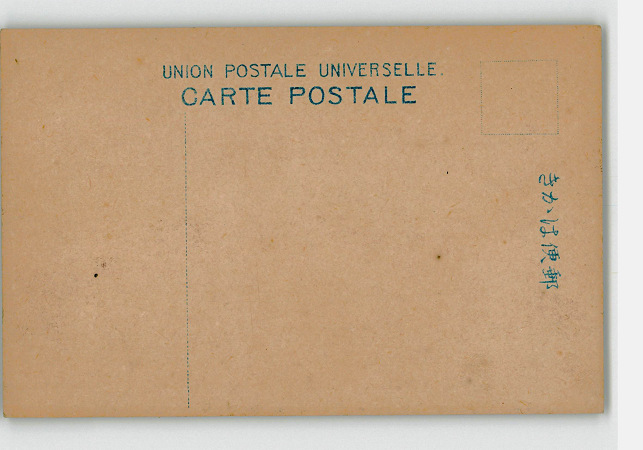 UNION POSTALE UNIVERSELLE.
CARTE POSTALE
郵便はかき